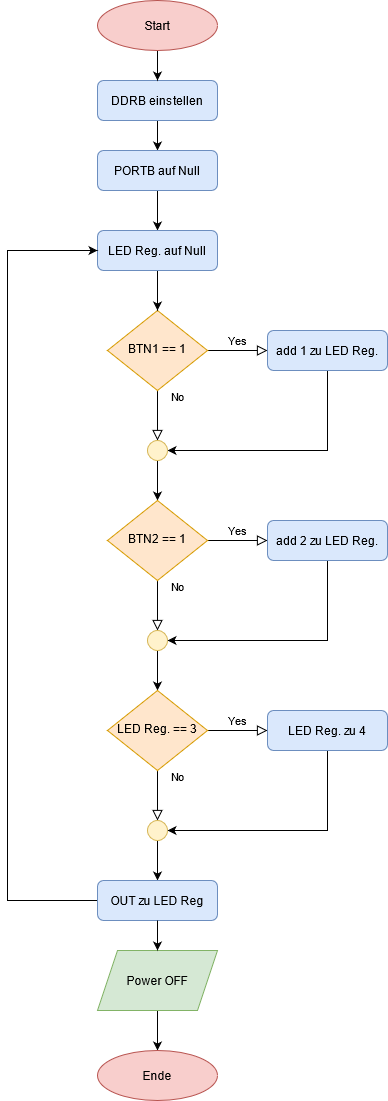 Start
DDRB einstellen
PORTB auf Null
LED Reg. auf Null
BTN1 == 1
Yes
add 1 zu LED Reg.
No
BTN2 == 1
Yes
add 2 zu LED Reg.
No
LED Reg. == 3
Yes
LED Reg. zu 4
No
OUT zu LED Reg
Power OFF
Ende